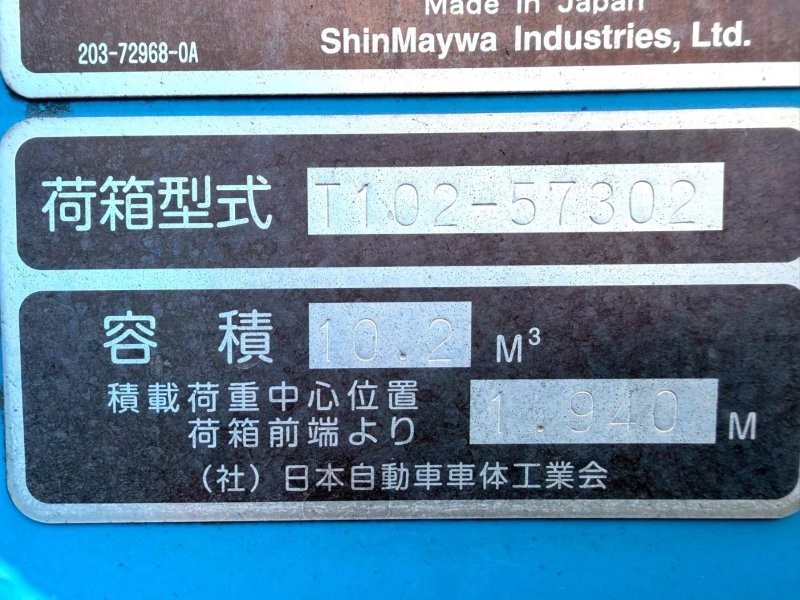 Made in Japan
203-72968-0A
ShinMaywa Industries, Ltd.
荷箱型式 T102-57302
容積 10.2 M³
積載荷重中心位置
荷箱前端より 1.940 M
(社)日本自動車車体工業会